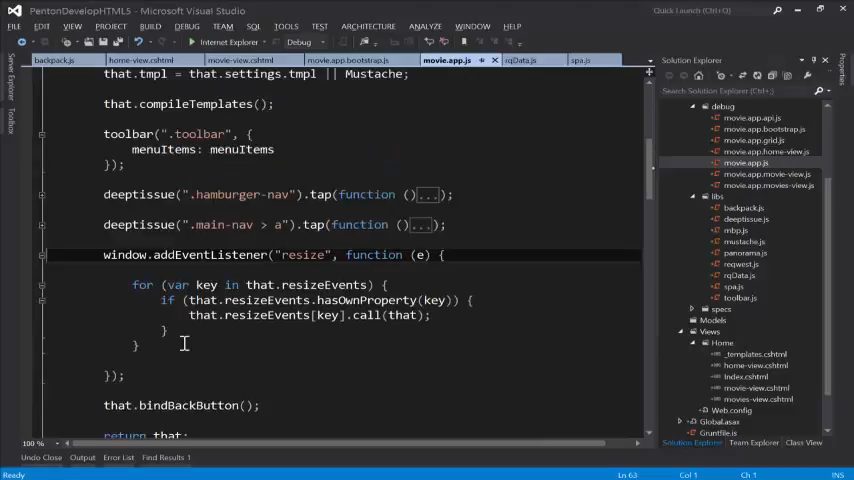 PentonDevelopHTML5 - Microsoft Visual Studio
Quick Launch (Ctrl+Q)
FILE EDIT VIEW PROJECT BUILD DEBUG TEAM SQL TOOLS TEST ARCHITECTURE ANALYZE WINDOW HELP
Internet Explorer Debug
backpack.js home-view.cshtml movie-view.cshtml movie.app.bootstrap.js movie.app.js rqData.js spa.js
Server Explorer
Toolbox
that.tmpl = that.settings.tmpl || Mustache;
that.compileTemplates();
toolbar(".toolbar", {
menuItems: menuItems
});
deeptissue(".hamburger-nav").tap(function ()...);
deeptissue(".main-nav > a").tap(function ()...);
window.addEventListener("resize", function (e) {
for (var key in that.resizeEvents) {
if (that.resizeEvents.hasOwnProperty(key)) {
that.resizeEvents[key].call(that);
}
}
});
that.bindBackButton();
return that;
100 %
Solution Explorer
Search Solution Explorer (Ctrl+;)
debug
movie.app.api.js
movie.app.bootstrap.js
movie.app.grid.js
movie.app.home-view.js
movie.app.js
movie.app.movie-view.js
movie.app.movies-view.js
libs
backpack.js
deeptissue.js
mbp.js
mustache.js
panorama.js
reqwest.js
rqData.js
spa.js
toolbar.js
specs
Models
Views
Home
_templates.cshtml
home-view.cshtml
Index.cshtml
movie-view.cshtml
movies-view.cshtml
Web.config
Global.asax
Gruntfile.js
Solution Explorer Team Explorer Class View
Properties
Undo Close Output Error List Find Results 1
Ready Ln 63 Col 1 Ch 1 INS